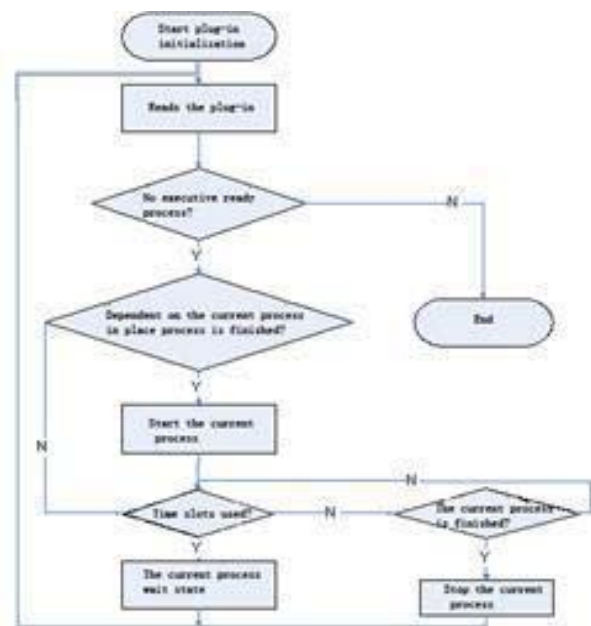 Start plug-in
initialization
Reads the plug-in
No executive ready
process?
N
Y
Dependent on the current process
in place process is finished?
End
Y
Start the current
process
N
N
Time slots used?
N
The current process
is finished?
Y
Y
The current process
wait state
Stop the current
process